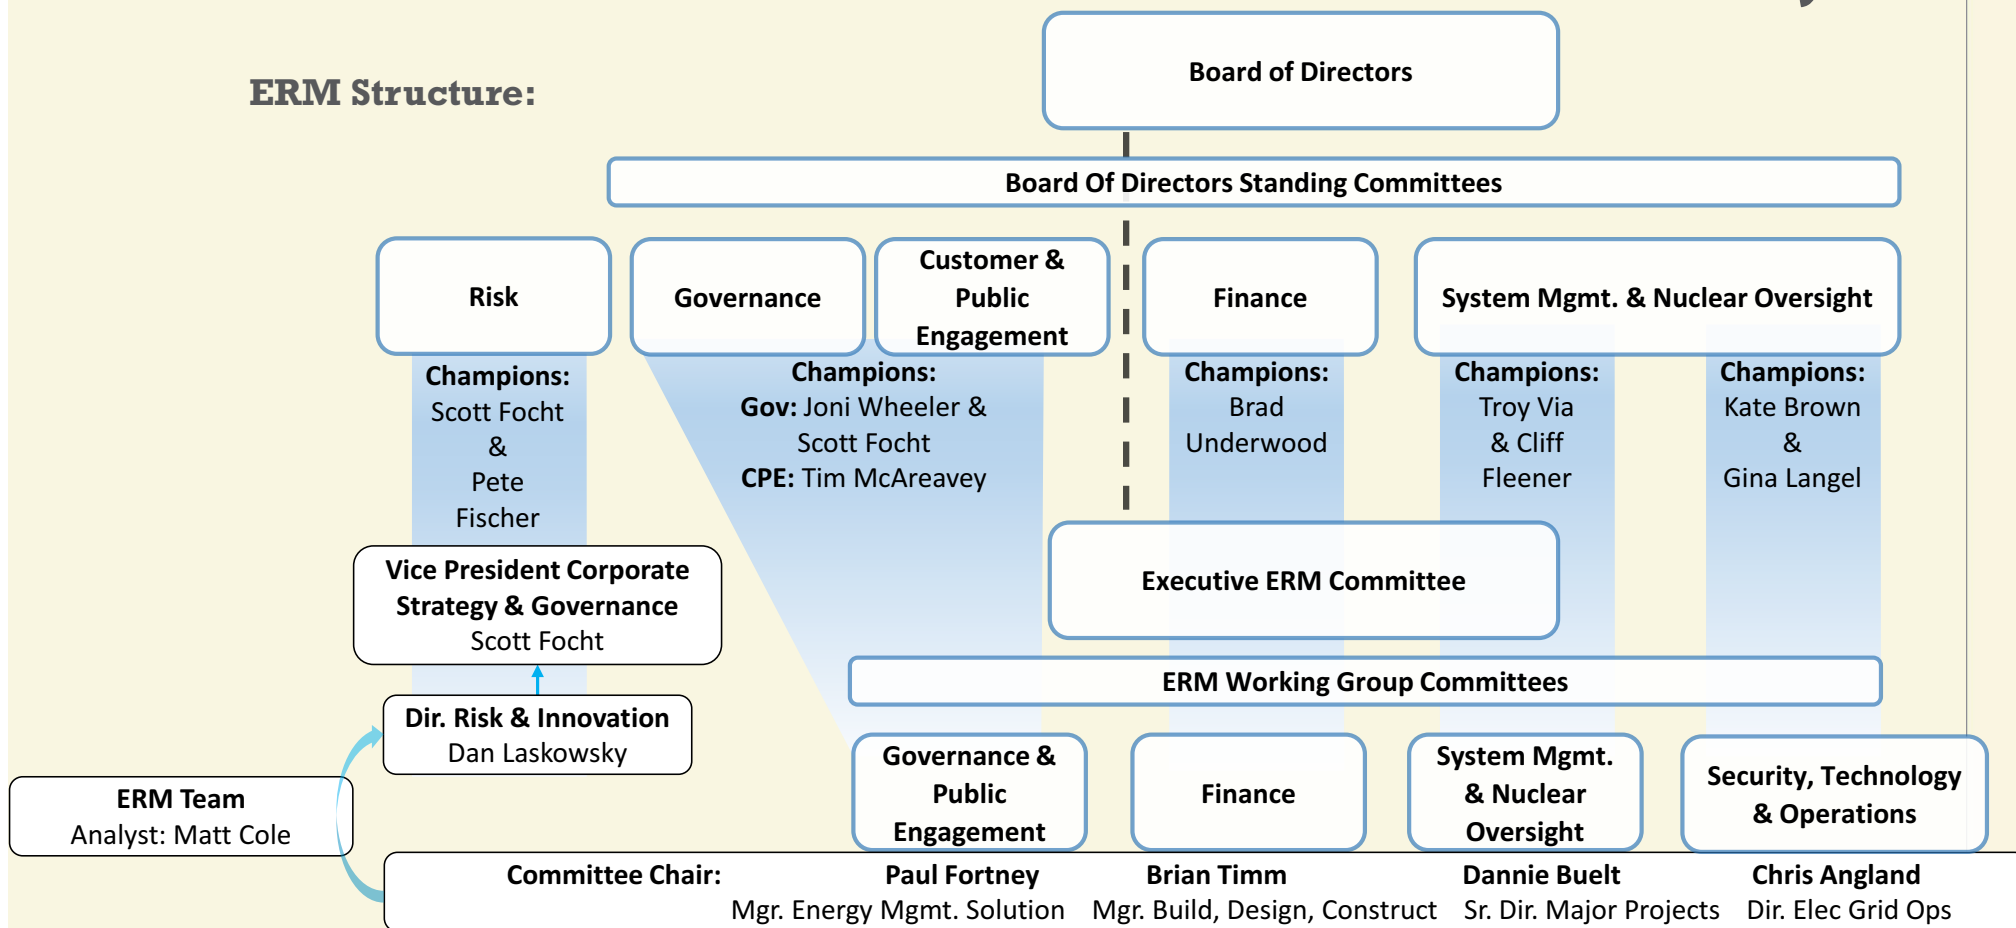 ERM Structure:
Board of Directors
Board Of Directors Standing Committees
Risk
Governance
Customer &
Public
Engagement
Finance
System Mgmt. & Nuclear Oversight
Champions:
Scott Focht
&
Pete
Fischer
Champions:
Gov: Joni Wheeler &
Scott Focht
CPE: Tim McAreavey
Champions:
Brad
Underwood
Champions:
Troy Via
& Cliff
Fleener
Champions:
Kate Brown
&
Gina Langel
Vice President Corporate
Strategy & Governance
Scott Focht
Executive ERM Committee
ERM Working Group Committees
Dir. Risk & Innovation
Dan Laskowsky
Governance &
Public
Engagement
Finance
System Mgmt.
& Nuclear
Oversight
Security, Technology
& Operations
ERM Team
Analyst: Matt Cole
Committee Chair:
Paul Fortney
Mgr. Energy Mgmt. Solution
Brian Timm
Mgr. Build, Design, Construct
Dannie Buelt
Sr. Dir. Major Projects
Chris Angland
Dir. Elec Grid Ops